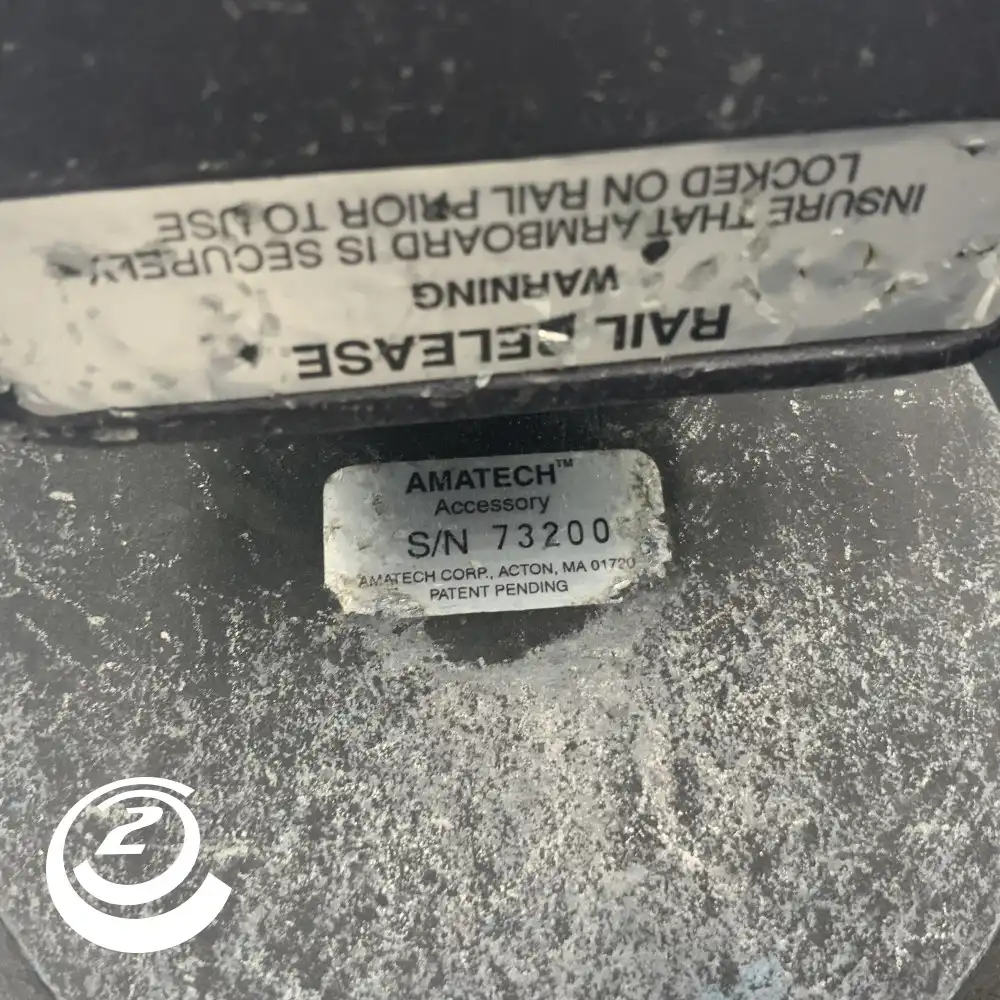 RAIL RELEASE
WARNING
INSURE THAT ARMBOARD IS SECURELY
LOCKED ON RAIL PRIOR TO USE
AMATECH™
Accessory
S/N 73200
AMATECH CORP., ACTON, MA 01720
PATENT PENDING
2